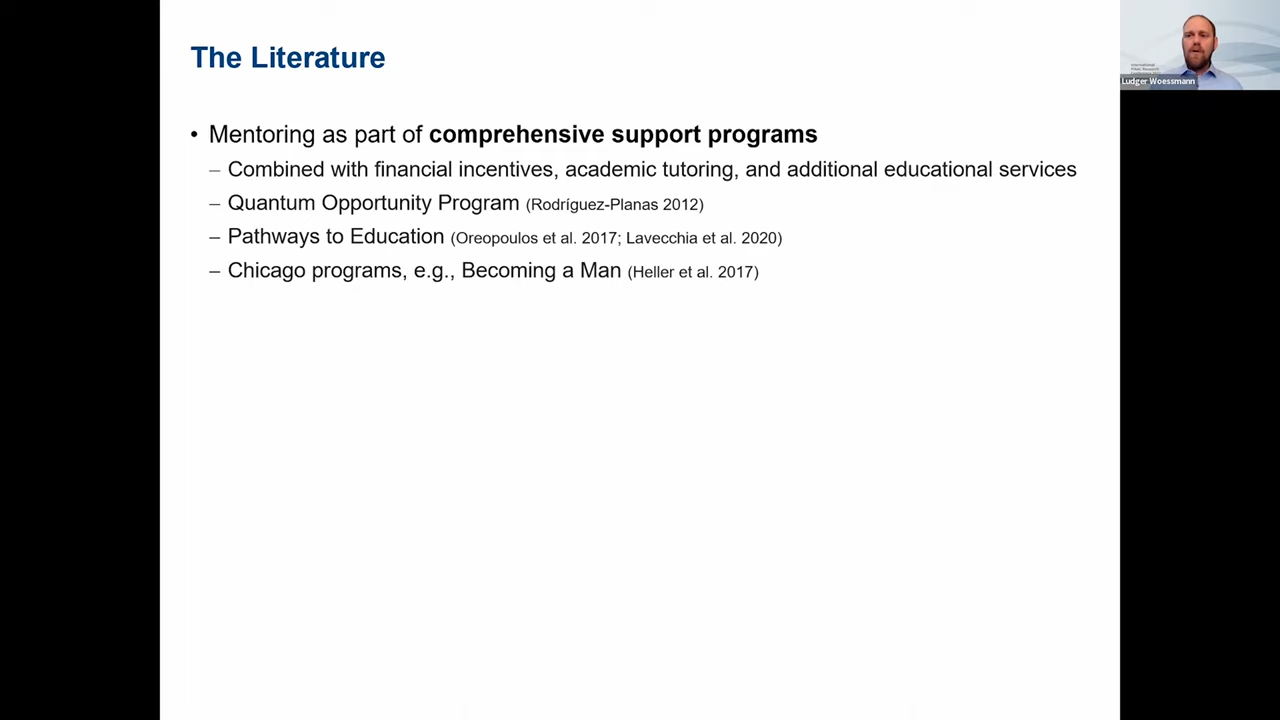 The Literature
• Mentoring as part of comprehensive support programs
– Combined with financial incentives, academic tutoring, and additional educational services
– Quantum Opportunity Program (Rodríguez-Planas 2012)
– Pathways to Education (Oreopoulos et al. 2017; Lavecchia et al. 2020)
– Chicago programs, e.g., Becoming a Man (Heller et al. 2017)
Ludger Woessmann